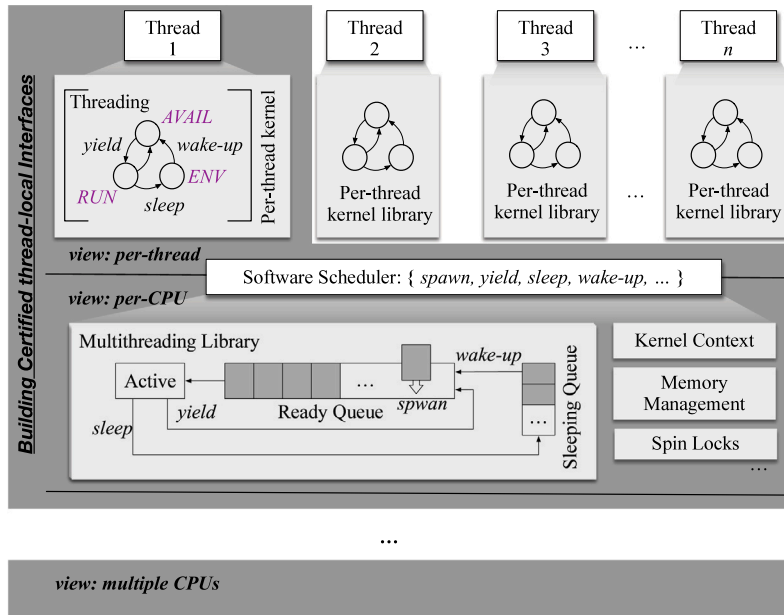 Building Certified thread-local Interfaces
Thread
1
Thread
2
Thread
3
...
Thread
n
Threading
AVAIL
yield
wake-up
RUN
ENV
sleep
Per-thread kernel
Per-thread
kernel library
Per-thread
kernel library
...
Per-thread
kernel library
view: per-thread
Software Scheduler: { spawn, yield, sleep, wake-up, ... }
view: per-CPU
Multithreading Library
Active
...
wake-up
spwan
Ready Queue
yield
sleep
...
Sleeping Queue
Kernel Context
Memory
Management
Spin Locks
...
...
view: multiple CPUs